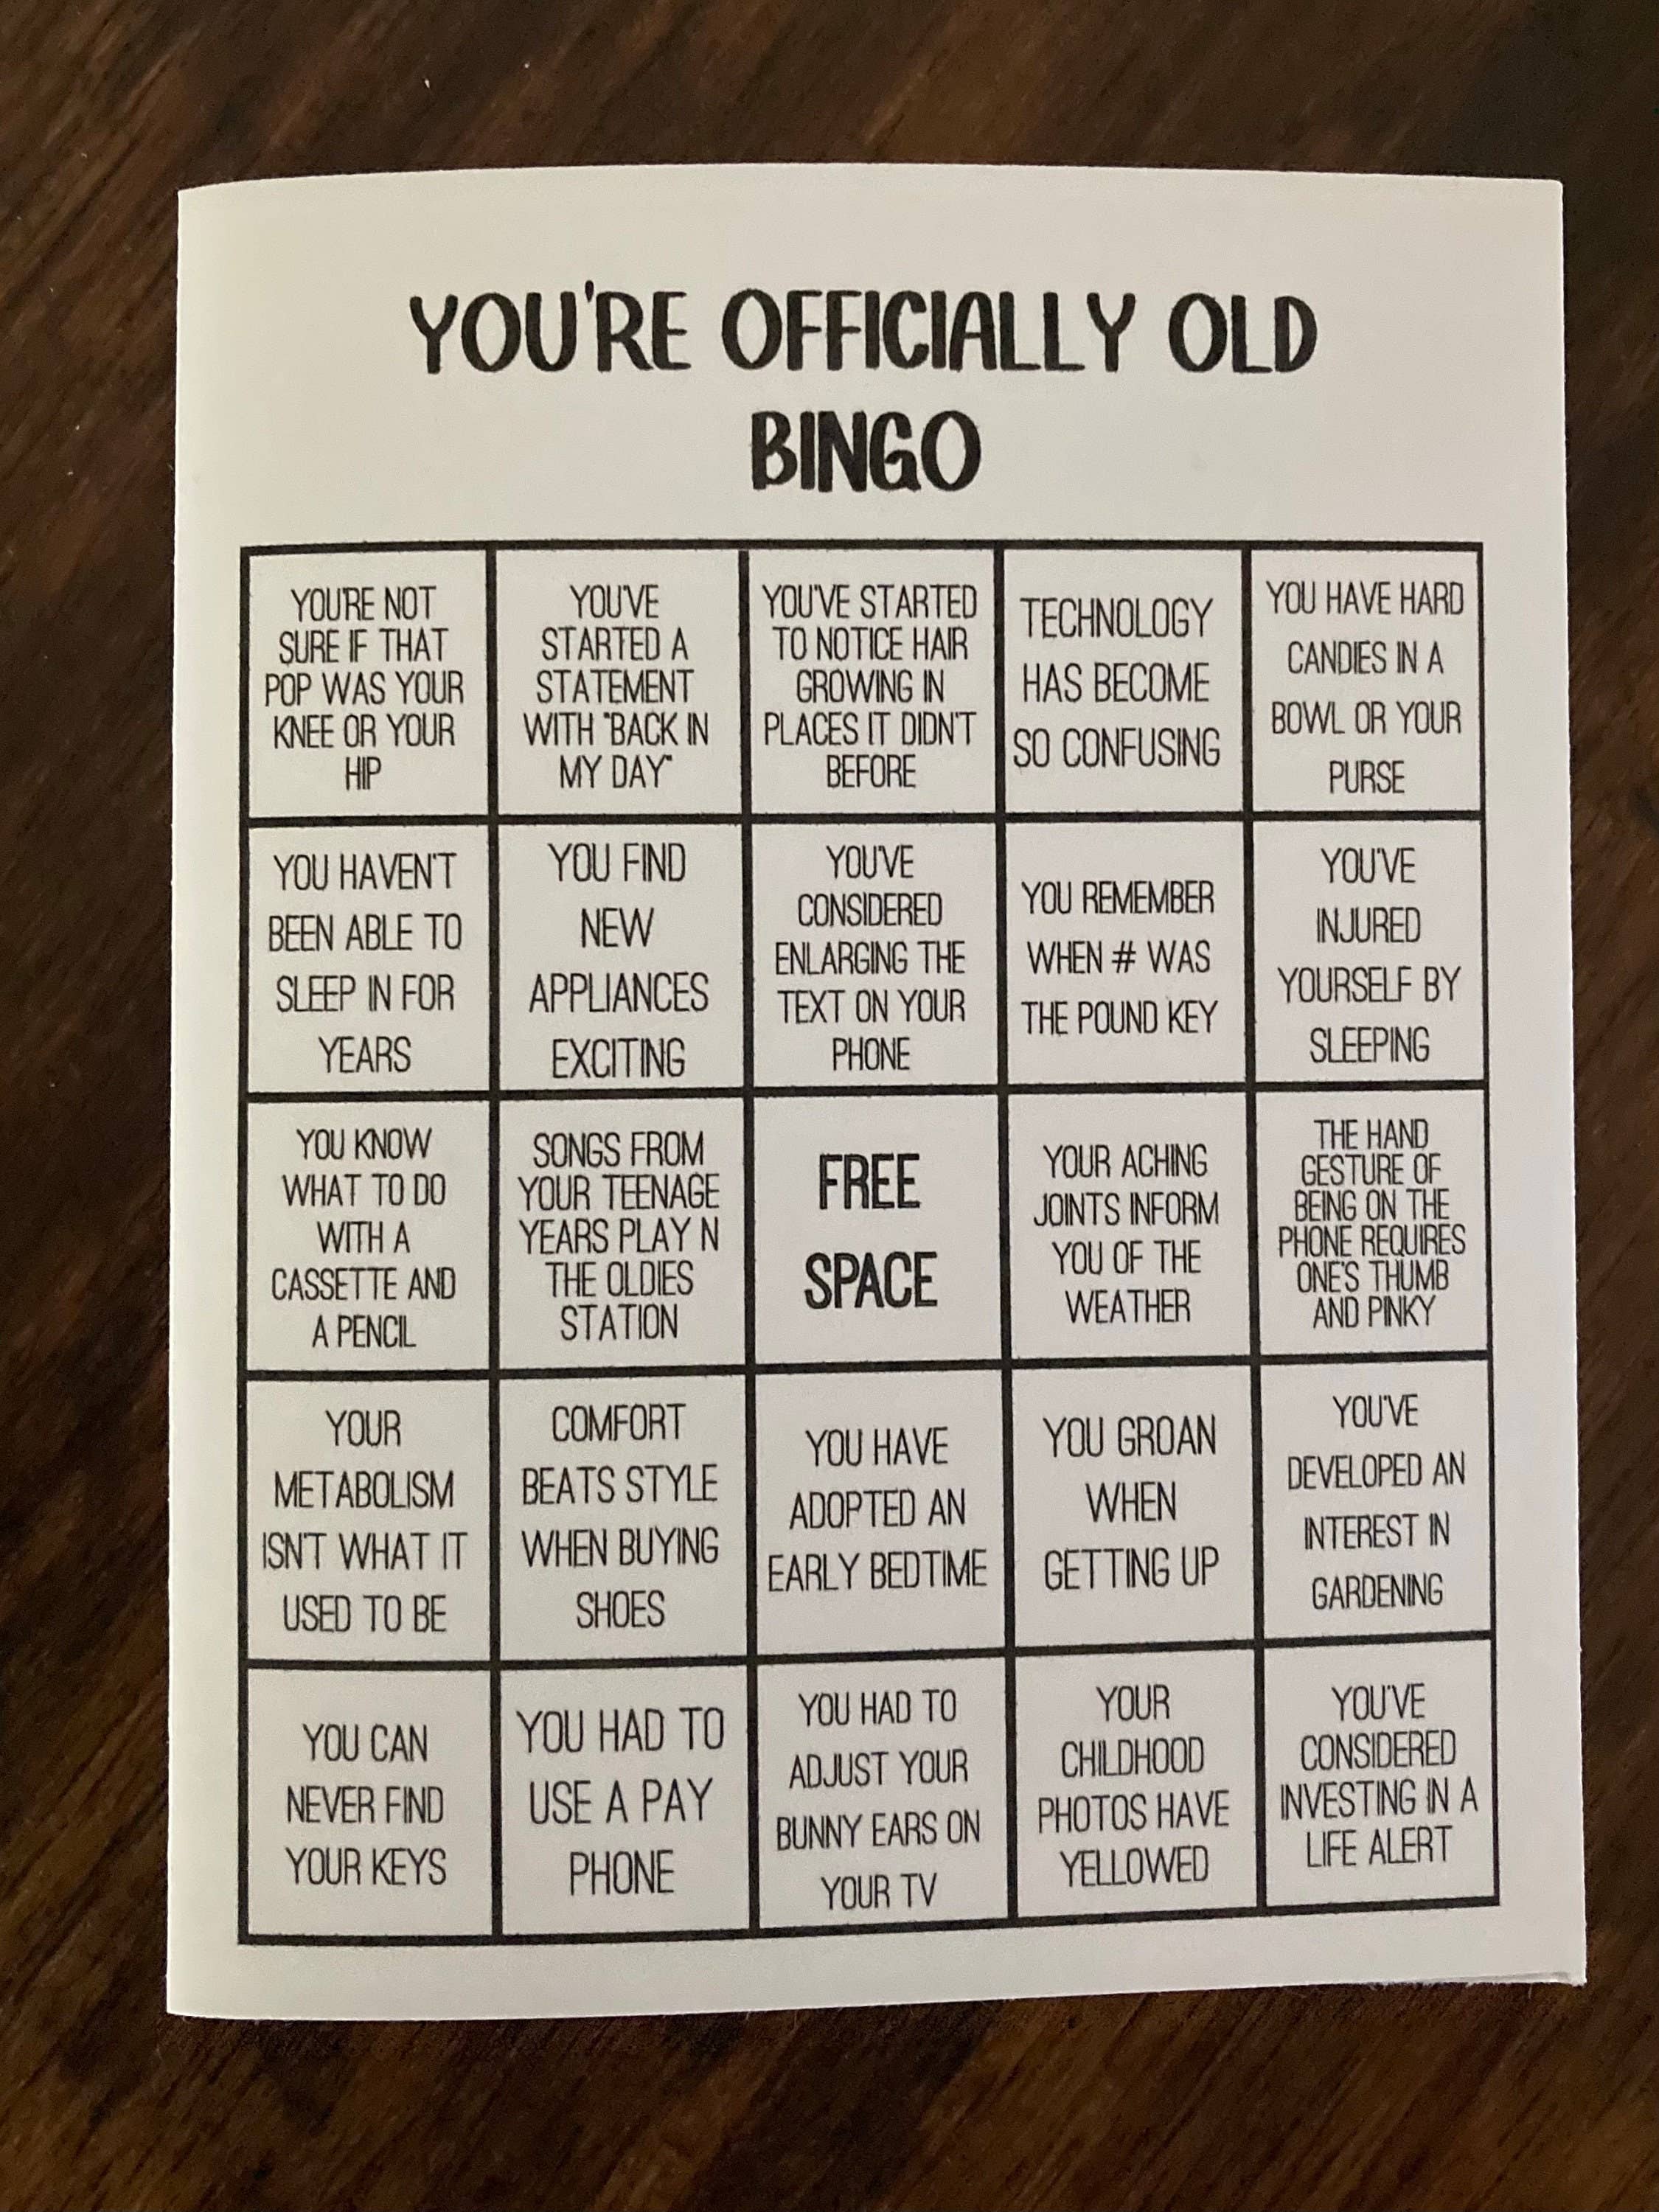 YOU'RE OFFICIALLY OLD
BINGO
YOU'RE NOT
SURE IF THAT
POP WAS YOUR
KNEE OR YOUR
HIP
YOU'VE
STARTED A
STATEMENT
WITH "BACK IN
MY DAY"
YOU'VE STARTED
TO NOTICE HAIR
GROWING IN
PLACES IT DIDN'T
BEFORE
TECHNOLOGY
HAS BECOME
SO CONFUSING
YOU HAVE HARD
CANDIES IN A
BOWL OR YOUR
PURSE
YOU HAVEN'T
BEEN ABLE TO
SLEEP IN FOR
YEARS
YOU FIND
NEW
APPLIANCES
EXCITING
YOU'VE
CONSIDERED
ENLARGING THE
TEXT ON YOUR
PHONE
YOU REMEMBER
WHEN # WAS
THE POUND KEY
YOU'VE
INJURED
YOURSELF BY
SLEEPING
YOU KNOW
WHAT TO DO
WITH A
CASSETTE AND
A PENCIL
SONGS FROM
YOUR TEENAGE
YEARS PLAY N
THE OLDIES
STATION
FREE
SPACE
YOUR ACHING
JOINTS INFORM
YOU OF THE
WEATHER
THE HAND
GESTURE OF
BEING ON THE
PHONE REQUIRES
ONE'S THUMB
AND PINKY
YOUR
METABOLISM
ISN'T WHAT IT
USED TO BE
COMFORT
BEATS STYLE
WHEN BUYING
SHOES
YOU HAVE
ADOPTED AN
EARLY BEDTIME
YOU GROAN
WHEN
GETTING UP
YOU'VE
DEVELOPED AN
INTEREST IN
GARDENING
YOU CAN
NEVER FIND
YOUR KEYS
YOU HAD TO
USE A PAY
PHONE
YOU HAD TO
ADJUST YOUR
BUNNY EARS ON
YOUR TV
YOUR
CHILDHOOD
PHOTOS HAVE
YELLOWED
YOU'VE
CONSIDERED
INVESTING IN A
LIFE ALERT